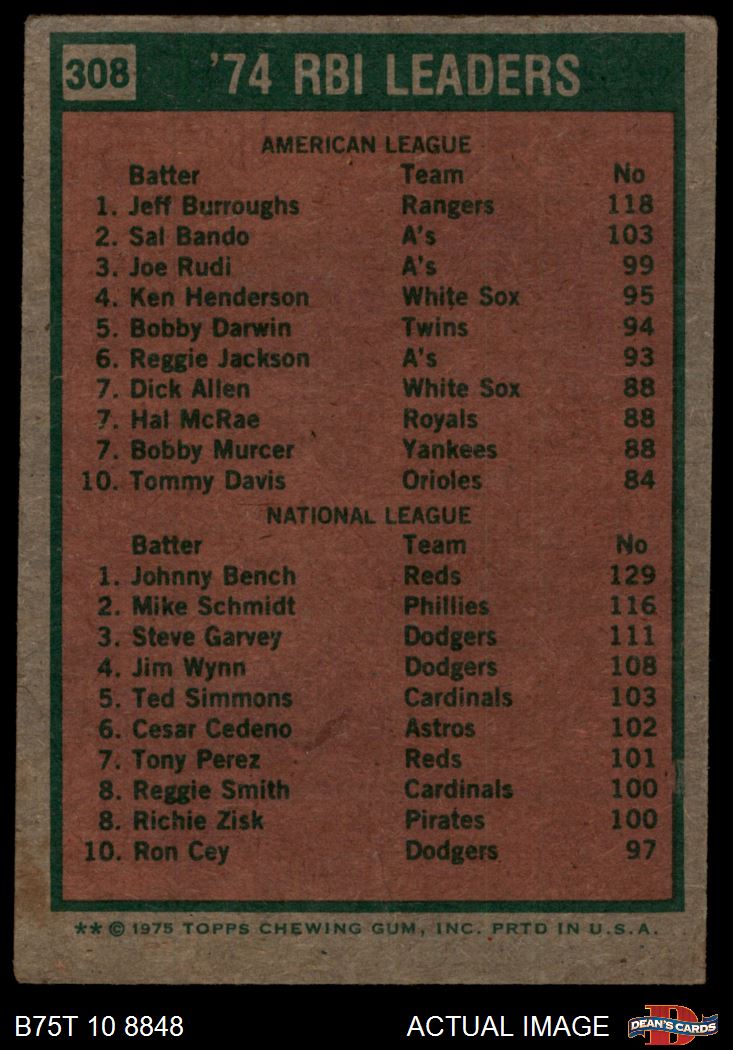 308 '74 RBI LEADERS
AMERICAN LEAGUE
Batter Team No
1. Jeff Burroughs Rangers 118
2. Sal Bando A's 103
3. Joe Rudi A's 99
4. Ken Henderson White Sox 95
5. Bobby Darwin Twins 94
6. Reggie Jackson A's 93
7. Dick Allen White Sox 88
7. Hal McRae Royals 88
7. Bobby Murcer Yankees 88
10. Tommy Davis Orioles 84
NATIONAL LEAGUE
Batter Team No
1. Johnny Bench Reds 129
2. Mike Schmidt Phillies 116
3. Steve Garvey Dodgers 111
4. Jim Wynn Dodgers 108
5. Ted Simmons Cardinals 103
6. Cesar Cedeno Astros 102
7. Tony Perez Reds 101
8. Reggie Smith Cardinals 100
8. Richie Zisk Pirates 100
10. Ron Cey Dodgers 97
** © 1975 TOPPS CHEWING GUM, INC. PRTD IN U.S.A.
B75T 10 8848 ACTUAL IMAGE D DEAN'S CARDS